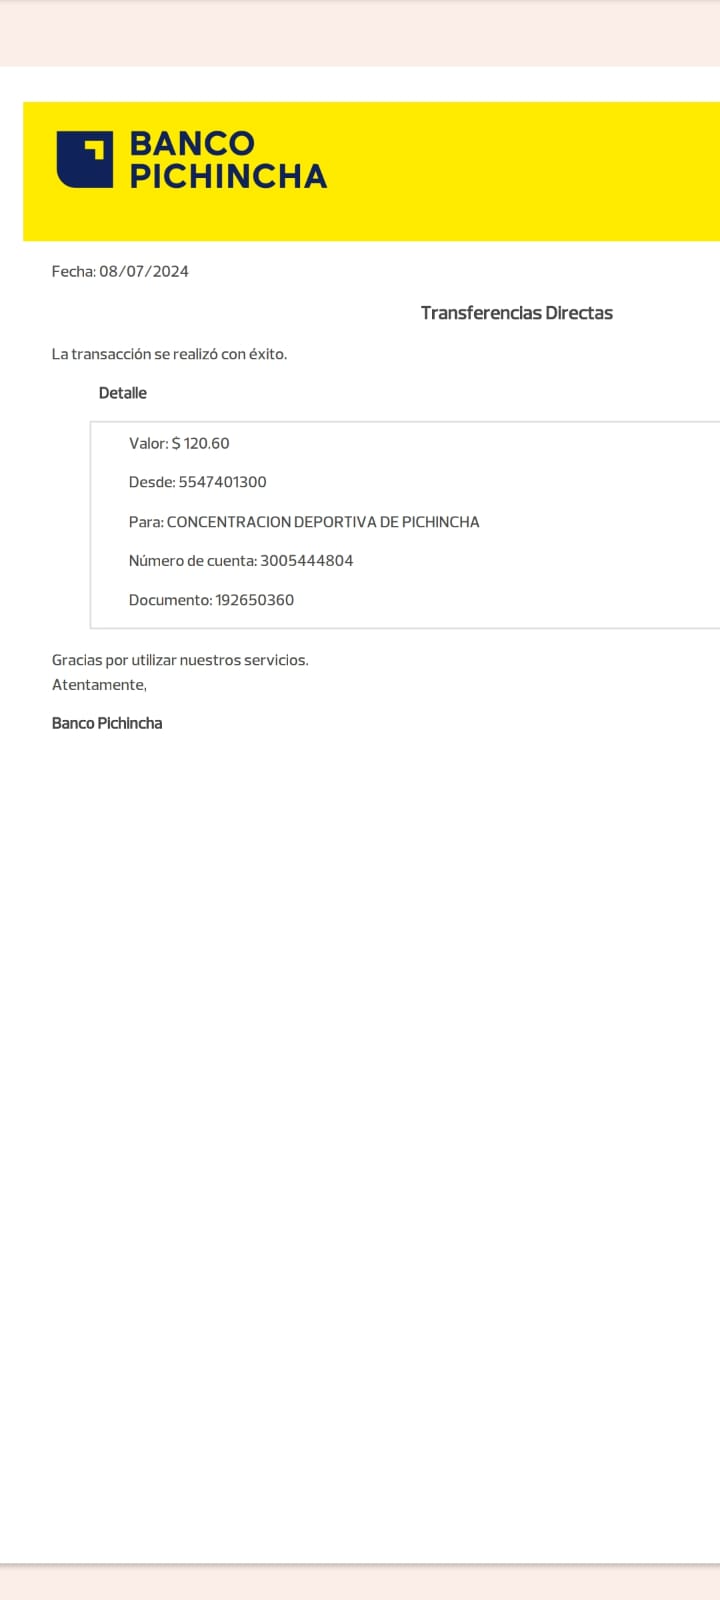 BANCO
PICHINCHA
Fecha: 08/07/2024
Transferencias Directas
La transacción se realizó con éxito.
Detalle
Valor: $ 120.60
Desde: 5547401300
Para: CONCENTRACION DEPORTIVA DE PICHINCHA
Número de cuenta: 3005444804
Documento: 192650360
Gracias por utilizar nuestros servicios.
Atentamente,
Banco Pichincha